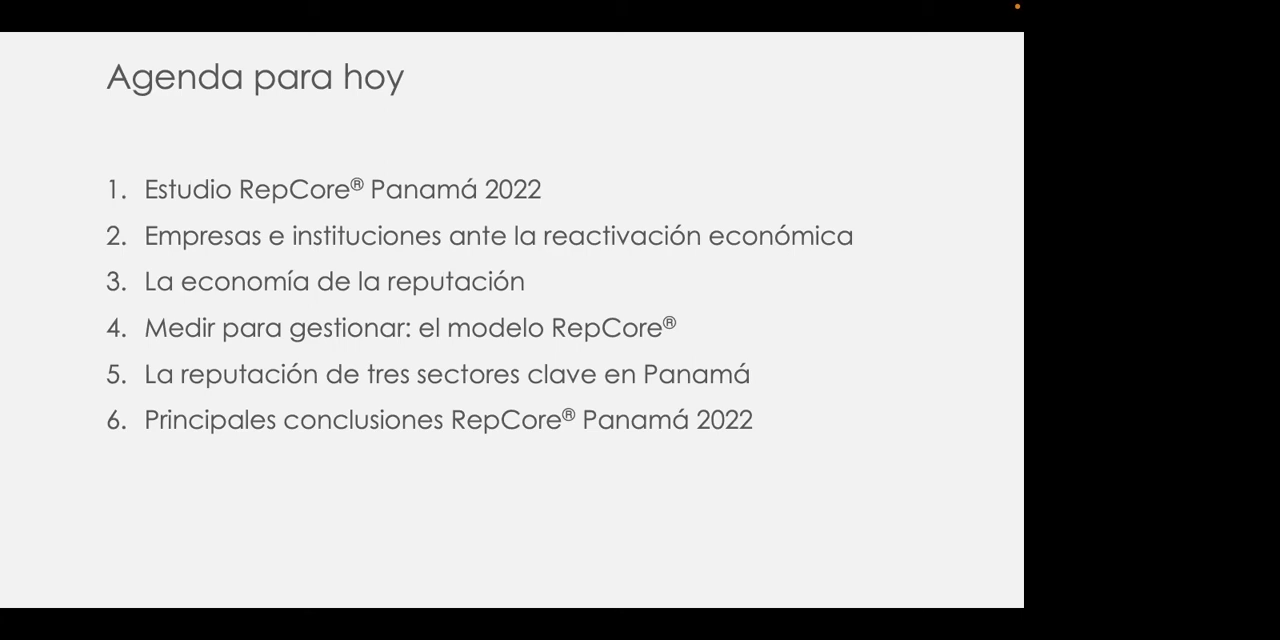 Agenda para hoy
1. Estudio RepCore® Panamá 2022
2. Empresas e instituciones ante la reactivación económica
3. La economía de la reputación
4. Medir para gestionar: el modelo RepCore®
5. La reputación de tres sectores clave en Panamá
6. Principales conclusiones RepCore® Panamá 2022